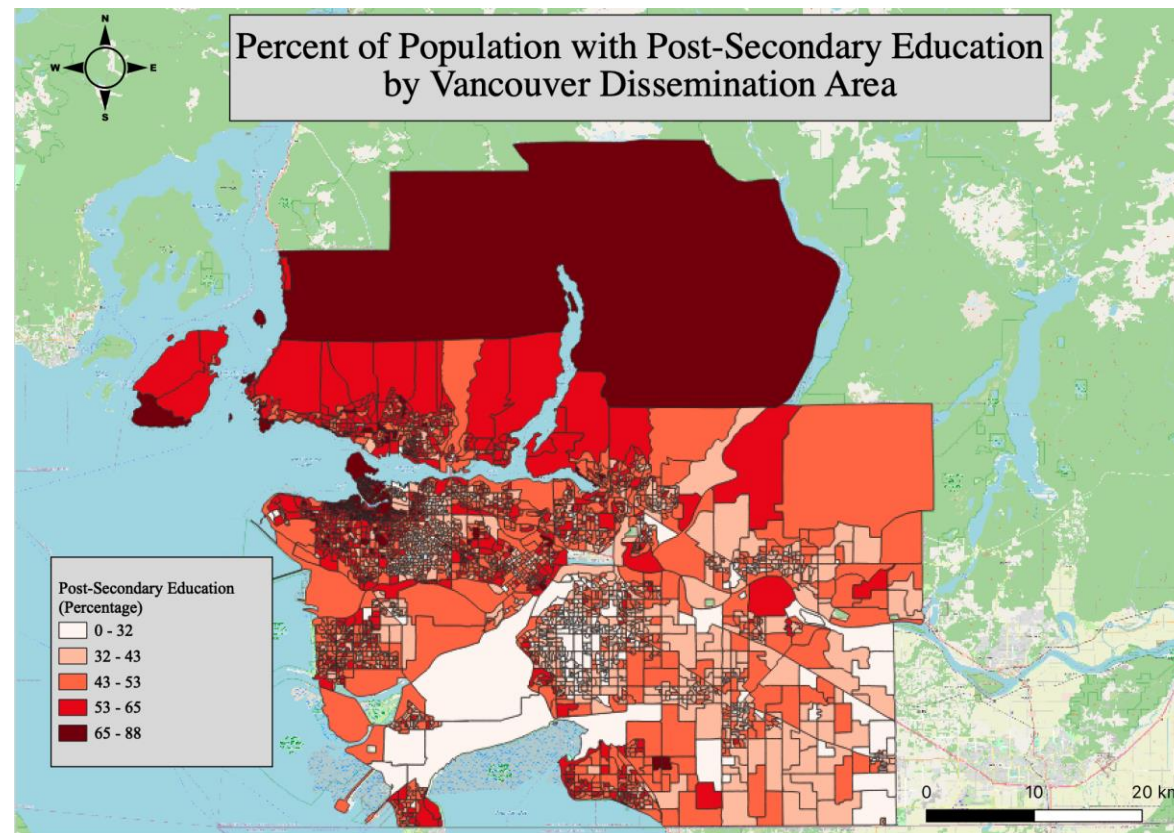 N
W E
S
Percent of Population with Post-Secondary Education
by Vancouver Dissemination Area
Post-Secondary Education
(Percentage)
0 - 32
32 - 43
43 - 53
53 - 65
65 - 88
0 10 20 km